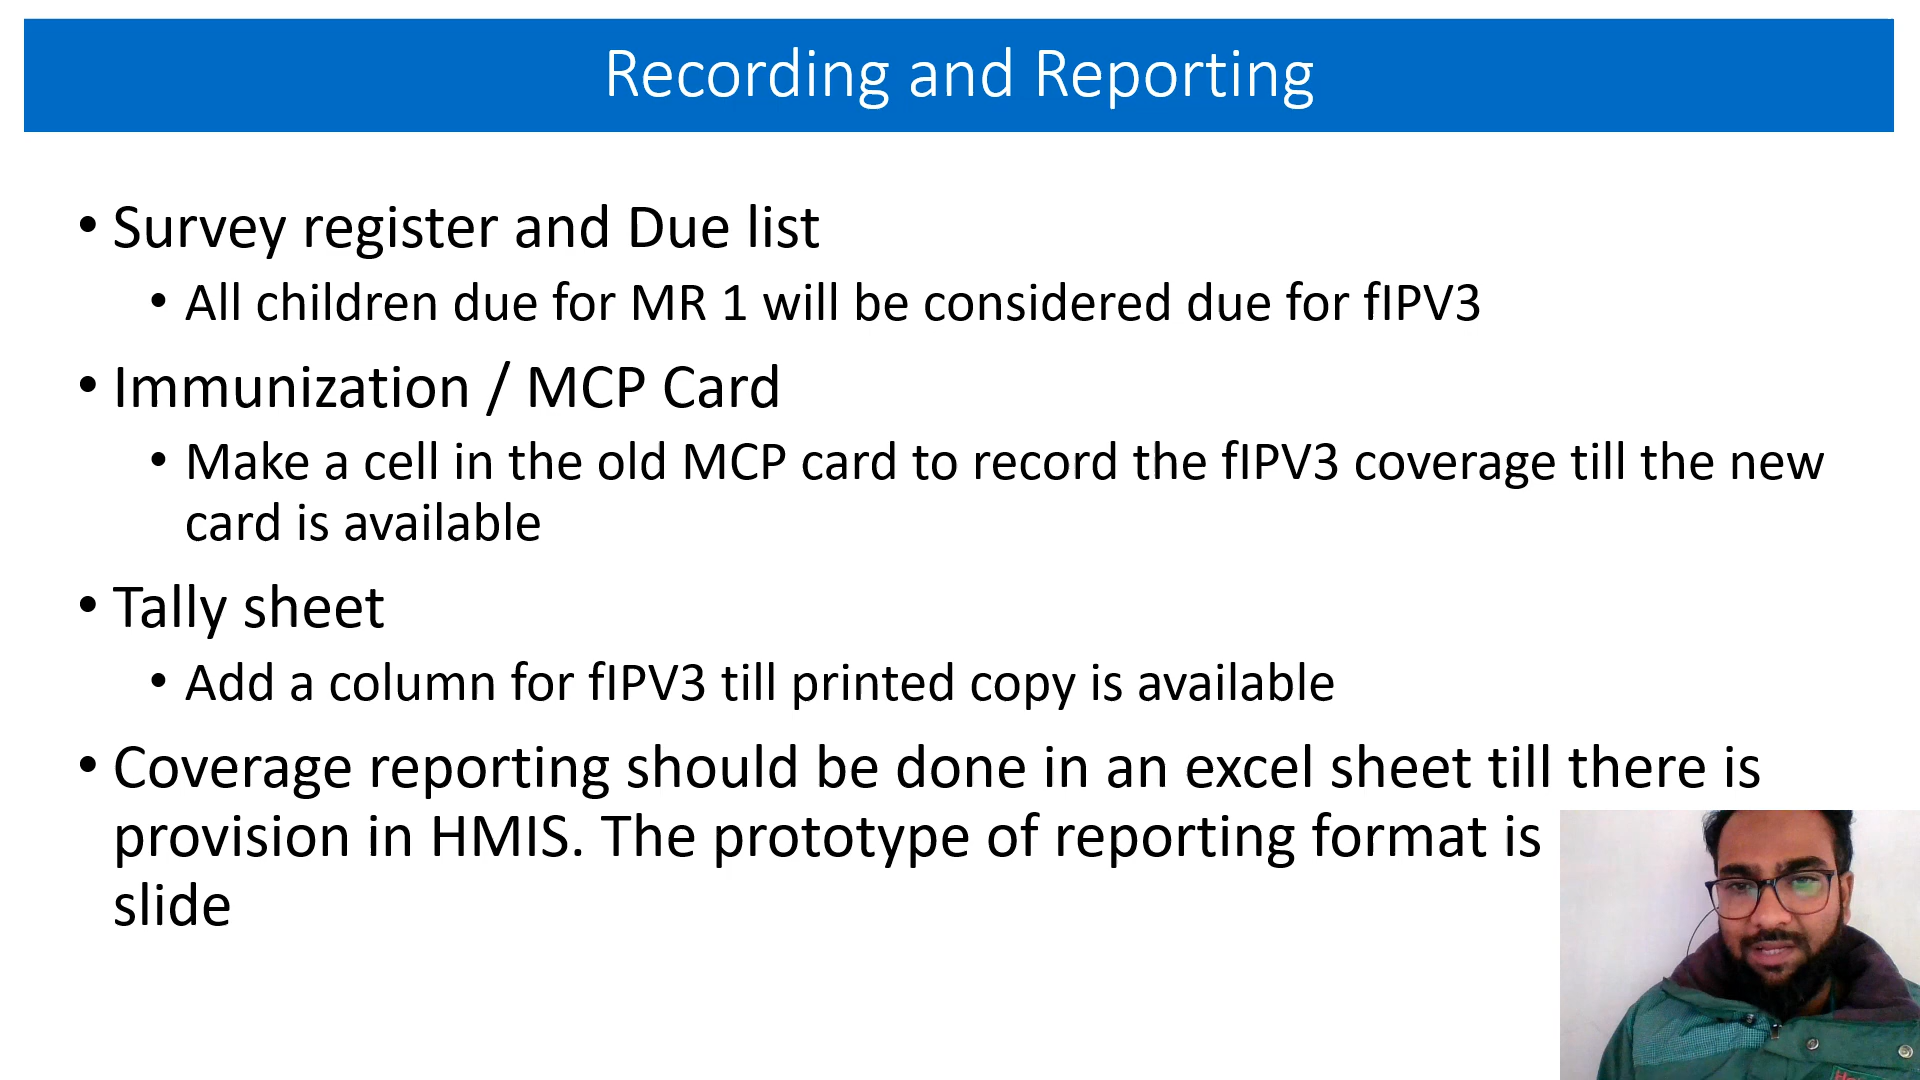 Recording and Reporting
• Survey register and Due list
• All children due for MR 1 will be considered due for fIPV3
• Immunization / MCP Card
• Make a cell in the old MCP card to record the fIPV3 coverage till the new
card is available
• Tally sheet
• Add a column for fIPV3 till printed copy is available
• Coverage reporting should be done in an excel sheet till there is
provision in HMIS. The prototype of reporting format is
slide